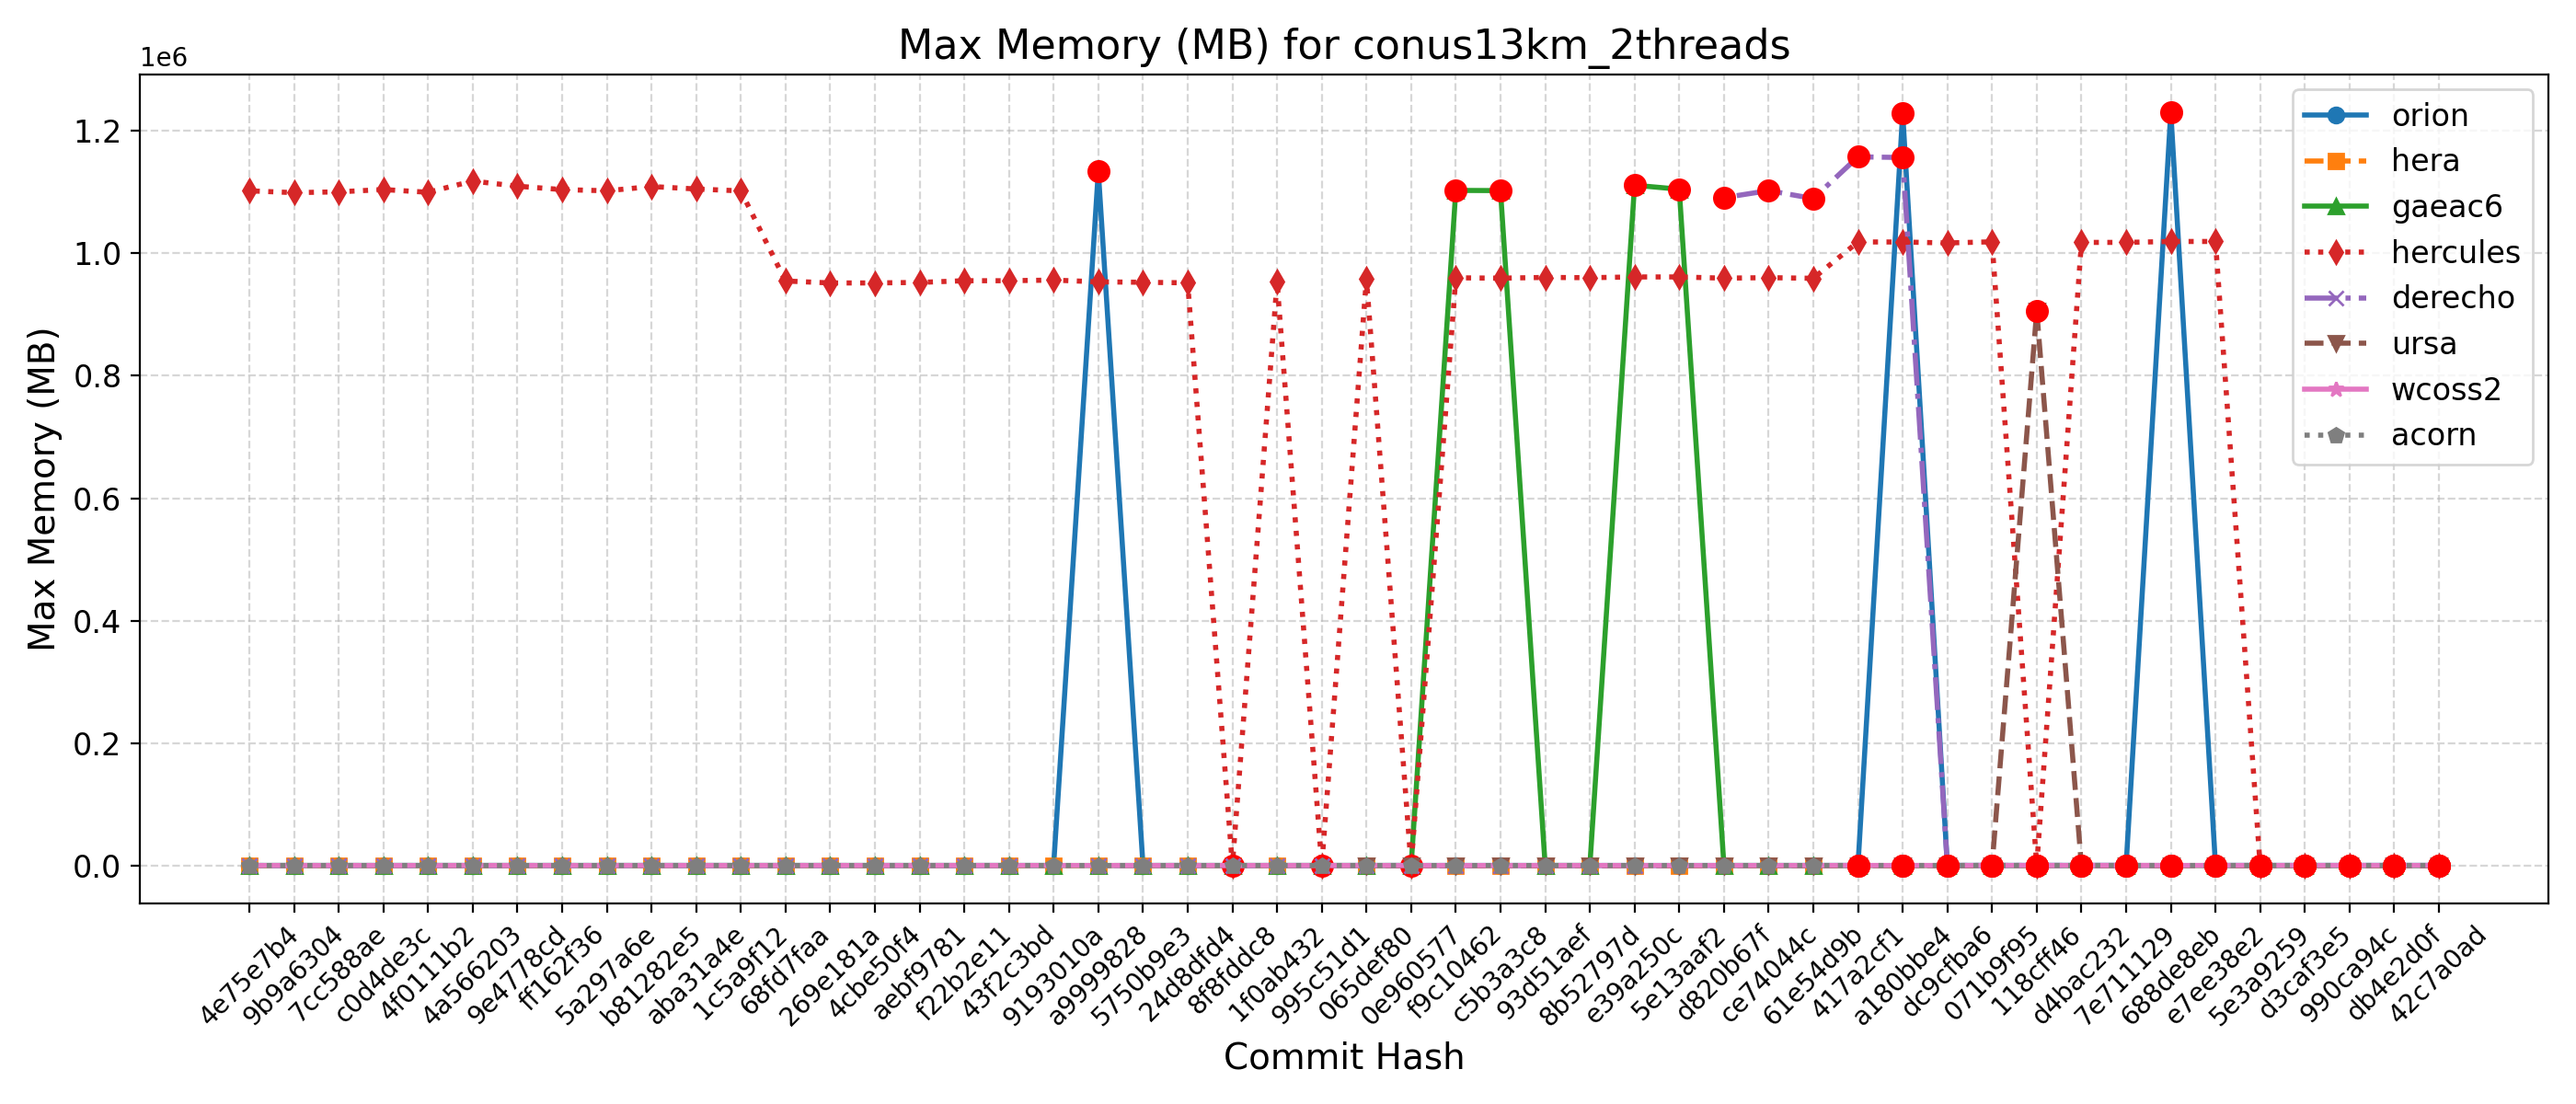 Max Memory (MB) for conus13km_2threads
1e6
1.2
1.0
0.8
0.6
0.4
0.2
0.0
Max Memory (MB)
orion
hera
gaeac6
hercules
derecho
ursa
wcoss2
acorn
4e75e7b4
9b9a6304
7cc588ae
c0d4de3c
4f0111b2
4a566203
9e4778cd
ff162f36
5a297a6e
b81282e5
aba31a4e
1c5a9f12
68fd7faa
269e181a
4cbe50f4
aebf9781
f22b2e11
43f2c3bd
9193010a
a9999828
5750b9e3
24d8dfd4
8f8fddc8
1f0ab432
995c51d1
065def80
0e960577
f9c10462
c5b3a3c8
93d51aef
8b52797d
e39a250c
5e13aaf2
d820b67f
ce74044c
61e54d9b
417a2cf1
a180bbe4
dc9cfba6
071b9f95
118cff46
d4bac232
7e711129
688de8eb
e7ee38e2
5e3a9259
d3caf3e5
990ca94c
db4e2d0f
42c7a0ad
Commit Hash